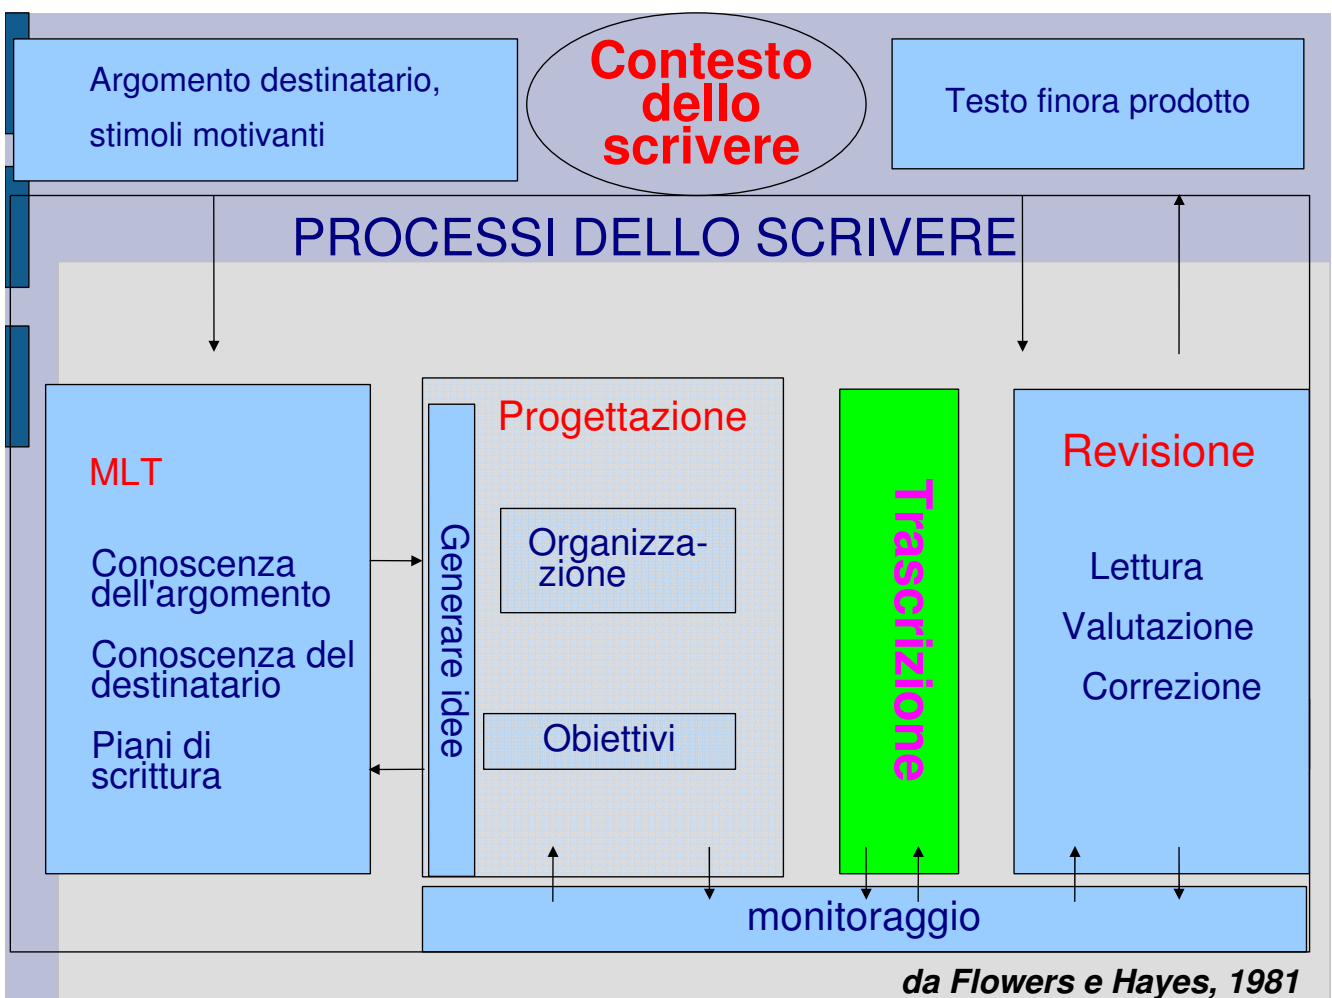 Argomento destinatario,
stimoli motivanti
Contesto
dello
scrivere
Testo finora prodotto
PROCESSI DELLO SCRIVERE
MLT
Conoscenza
dell'argomento
Conoscenza del
destinatario
Piani di
scrittura
Generare idee
Progettazione
Organizza-
zione
Obiettivi
Trascrizione
Revisione
Lettura
Valutazione
Correzione
monitoraggio
da Flowers e Hayes, 1981